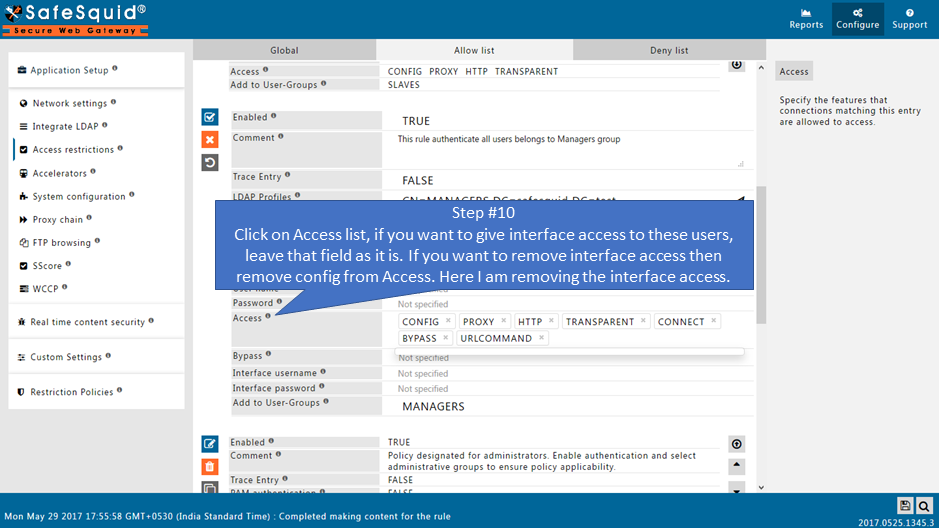 SafeSquid®
Secure Web Gateway
Reports
Configure
Support
Global
Allow list
Deny list
Application Setup
Network settings
Integrate LDAP
Access restrictions
Accelerators
System configuration
Proxy chain
FTP browsing
SScore
WCCP
Real time content security
Custom Settings
Restriction Policies
Access CONFIG PROXY HTTP TRANSPARENT
Add to User-Groups SLAVES
Enabled TRUE
Comment This rule authenticate all users belongs to Managers group
Trace Entry FALSE
LDAP Profiles
Step #10
Click on Access list, if you want to give interface access to these users,
leave that field as it is. If you want to remove interface access then
remove config from Access. Here I am removing the interface access.
Password Not specified
Access CONFIG × PROXY × HTTP × TRANSPARENT × CONNECT ×
BYPASS × URLCOMMAND ×
Bypass Not specified
Interface username Not specified
Interface password Not specified
Add to User-Groups MANAGERS
Enabled TRUE
Comment Policy designated for administrators. Enable authentication and select
administrative groups to ensure policy applicability.
Trace Entry FALSE
PAM authentication FALSE
Access
Specify the features that
connections matching this entry
are allowed to access.
Mon May 29 2017 17:55:58 GMT+0530 (India Standard Time) : Completed making content for the rule
2017.0525.1345.3